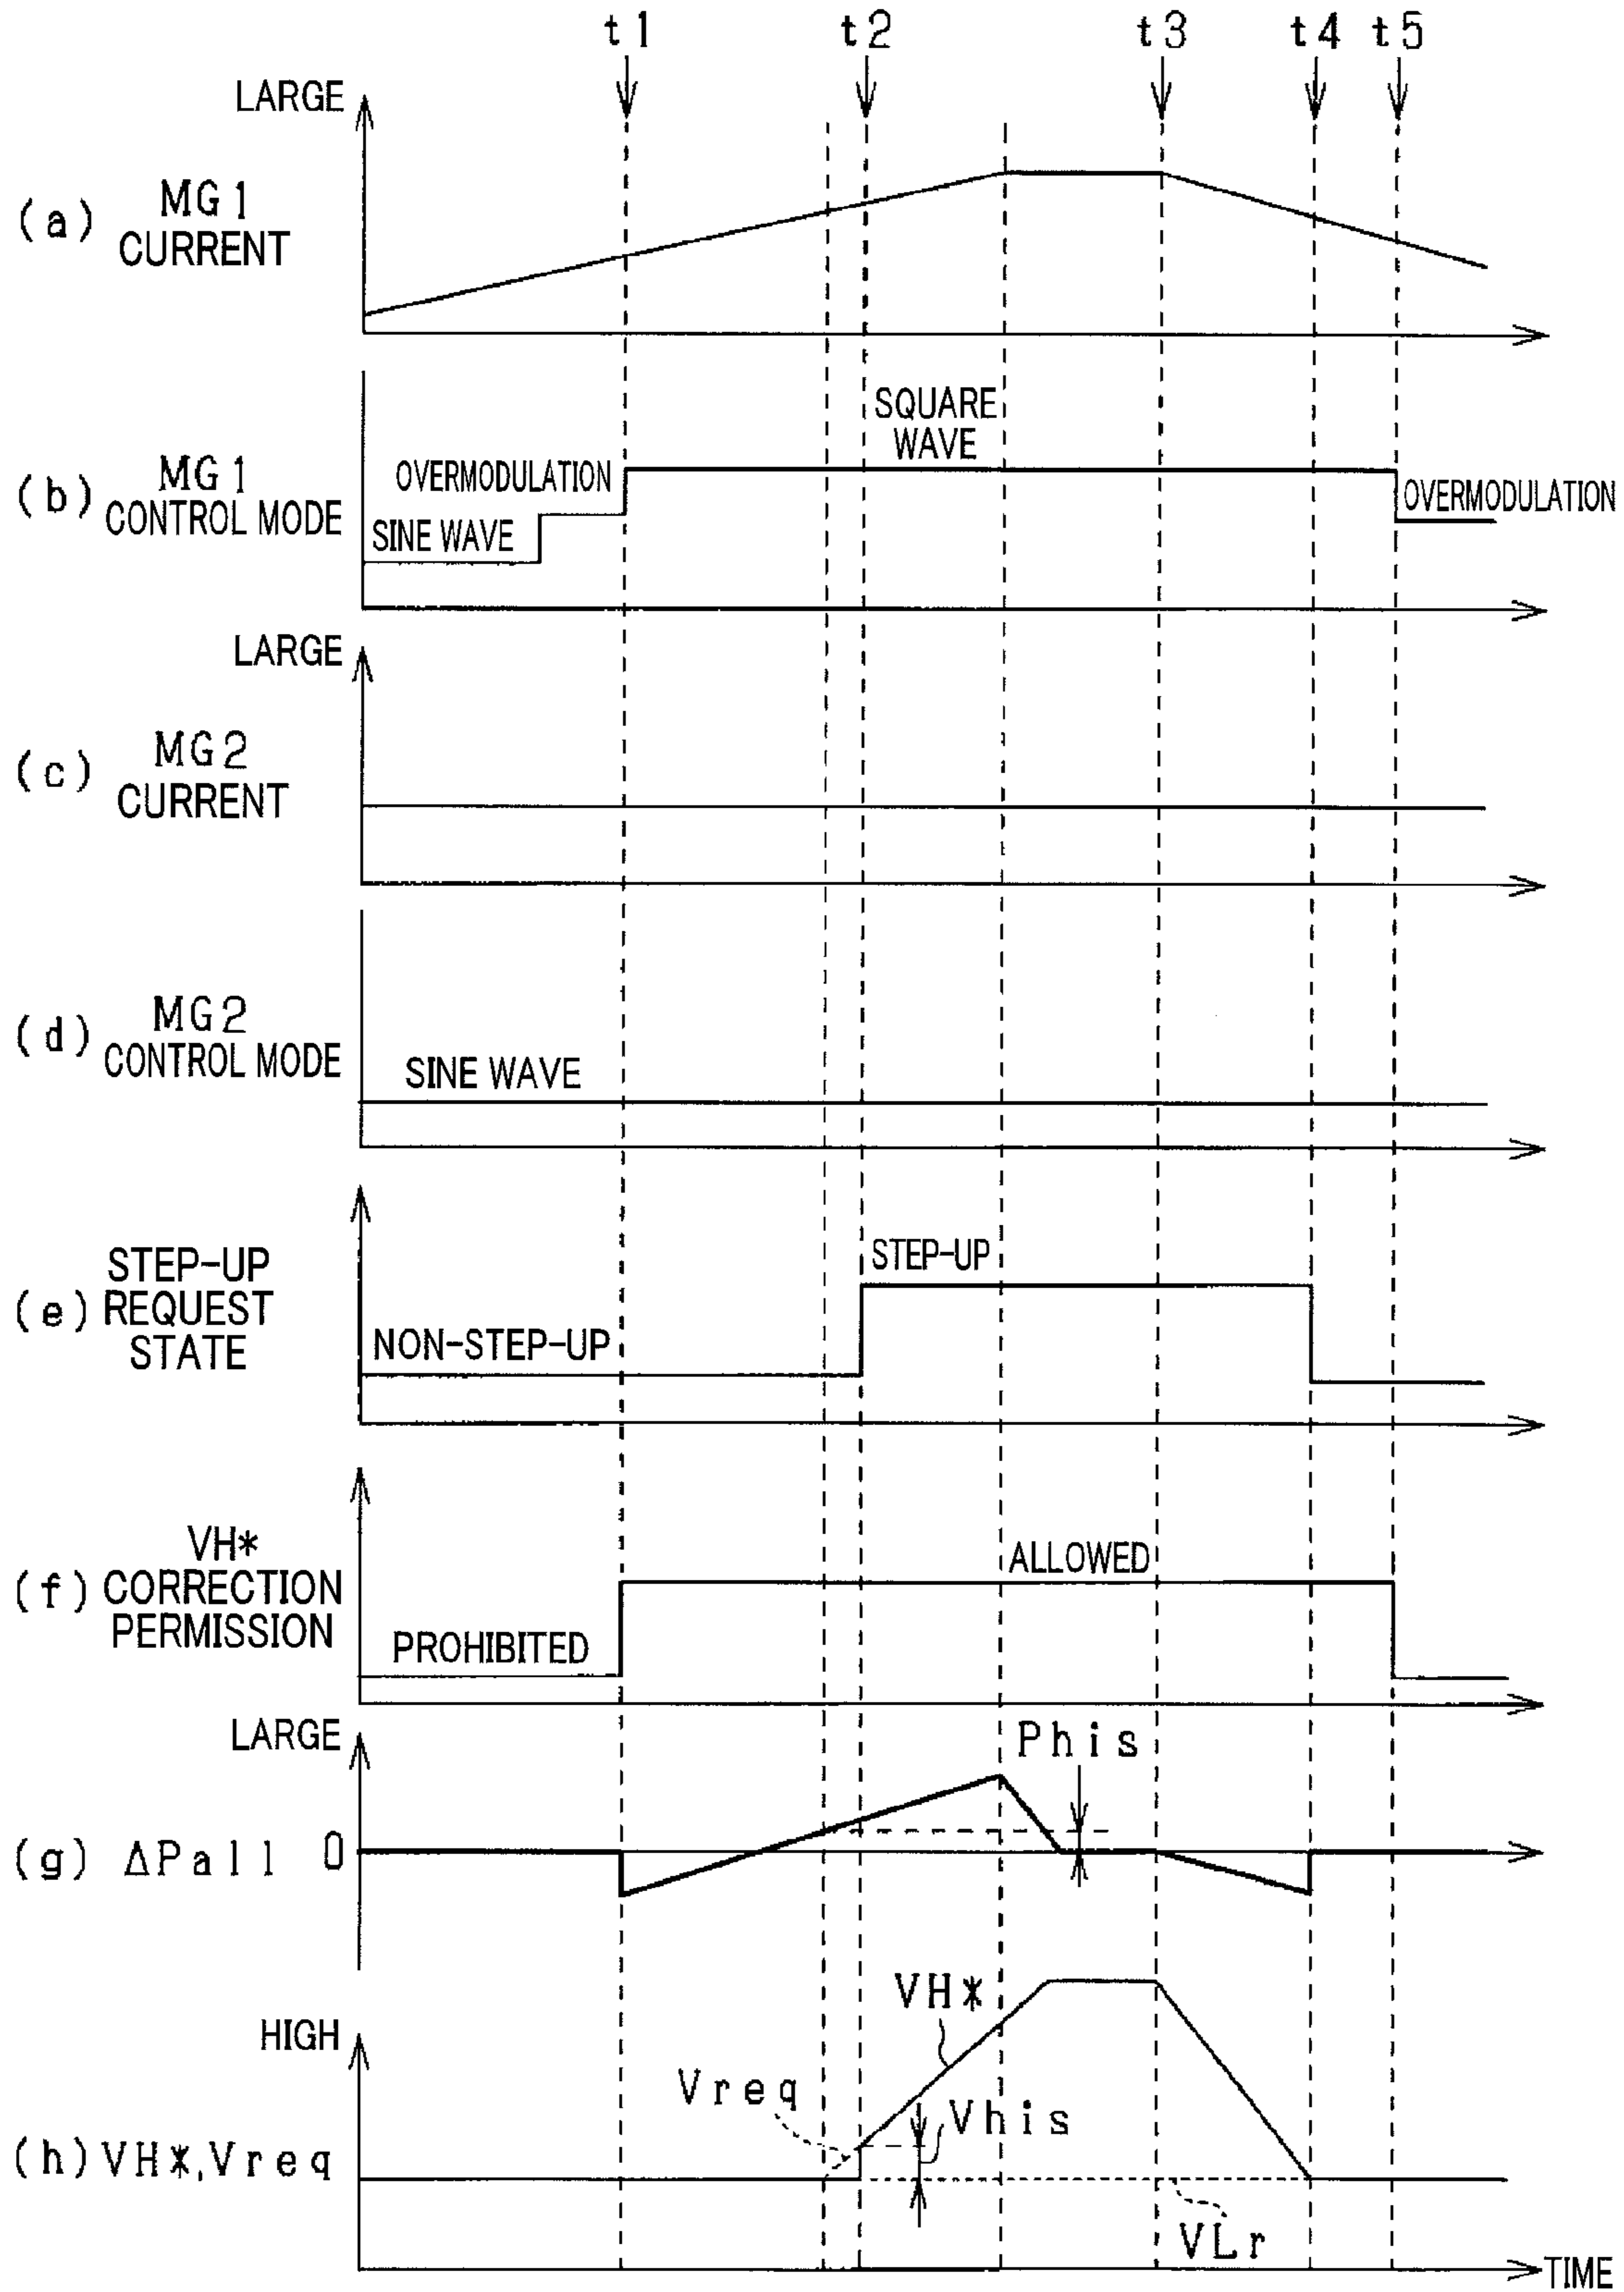 t1 t2 t3 t4 t5
LARGE
(a) MG1 CURRENT
(b) MG1 CONTROL MODE
SINE WAVE
OVERMODULATION
SQUARE WAVE
OVERMODULATION
LARGE
(c) MG2 CURRENT
(d) MG2 CONTROL MODE
SINE WAVE
(e) STEP-UP REQUEST STATE
NON-STEP-UP
STEP-UP
(f) VH* CORRECTION PERMISSION
PROHIBITED
ALLOWED
LARGE
(g) ΔPall 0
Phis
HIGH
(h) VH*,Vreq
Vreq
VH*
Vhis
VLr
TIME